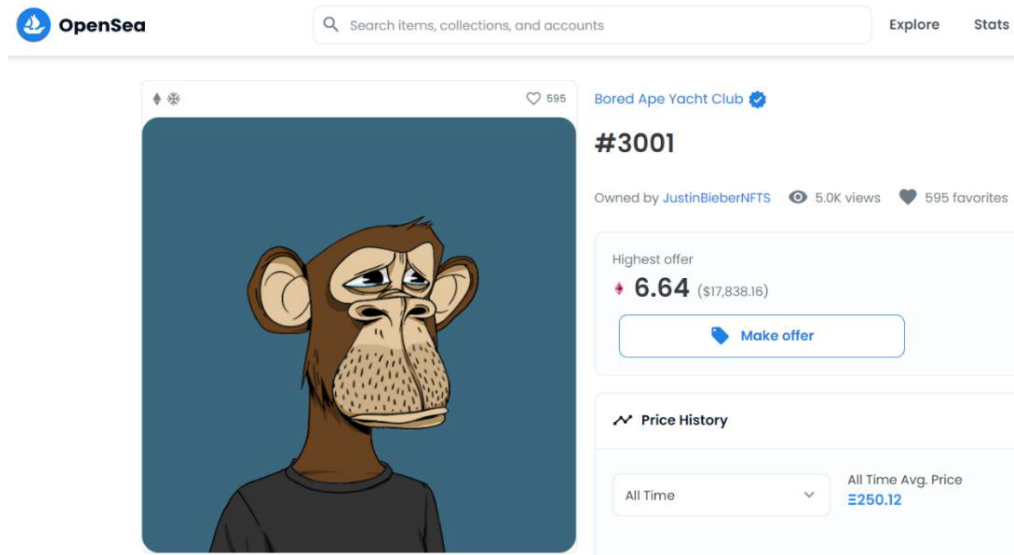 OpenSea
Search items, collections, and accounts
Explore
Stats
595
Bored Ape Yacht Club
#3001
Owned by JustinBieberNFTS
5.0K views
595 favorites
Highest offer
6.64 ($17,838.16)
Make offer
Price History
All Time
All Time Avg. Price
Ξ250.12